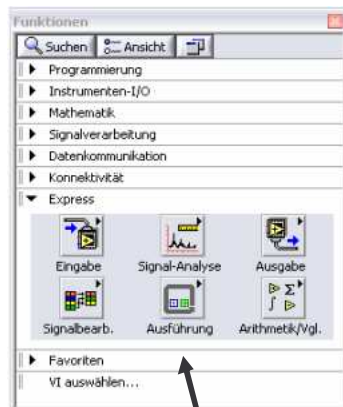 Funktionen
Suchen Ansicht
Programmierung
Instrumenten-I/O
Mathematik
Signalverarbeitung
Datenkommunikation
Konnektivität
Express
Eingabe Signal-Analyse Ausgabe
Signalbearb. Ausführung Arithmetik/Vgl.
Favoriten
VI auswählen...